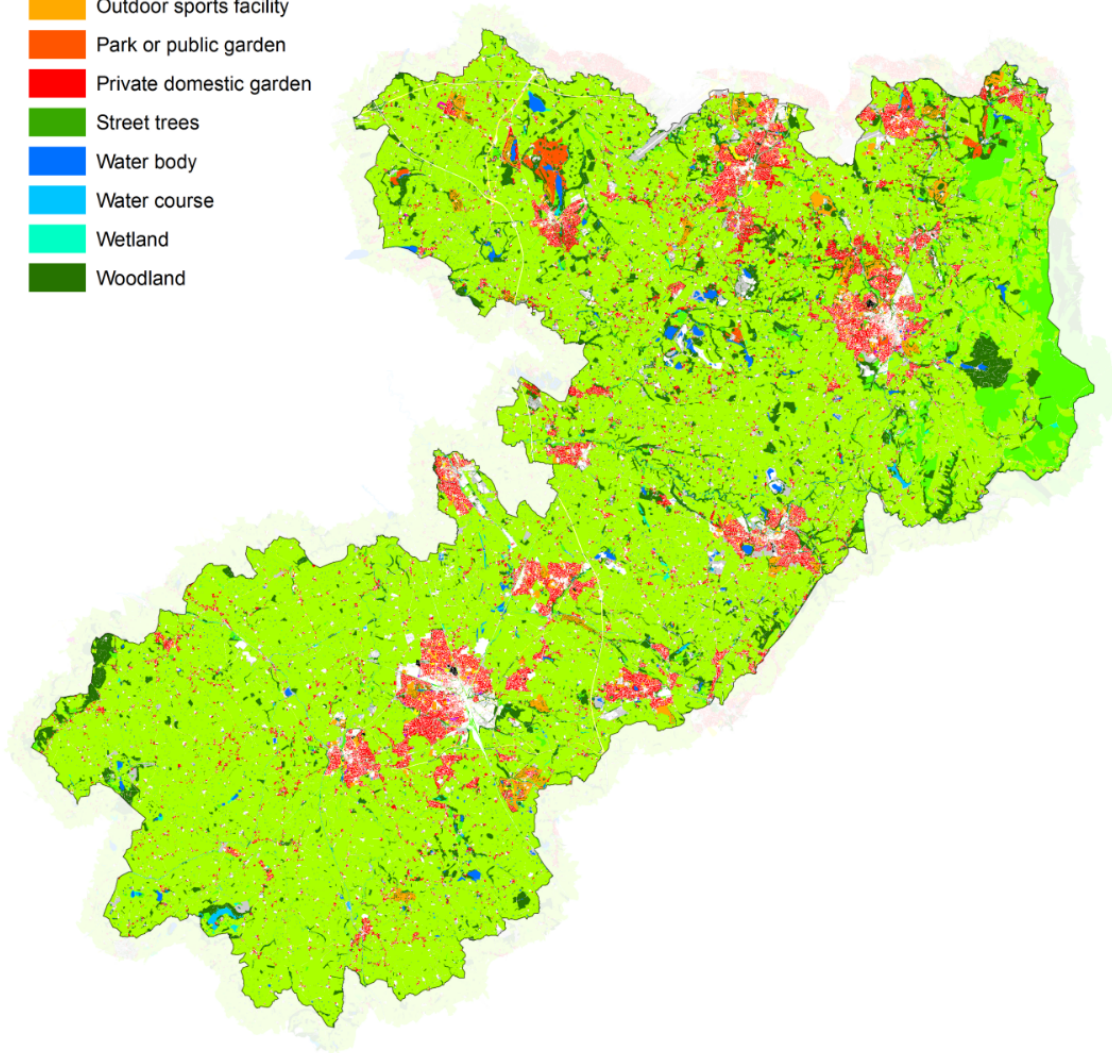 Outdoor sports facility
Park or public garden
Private domestic garden
Street trees
Water body
Water course
Wetland
Woodland